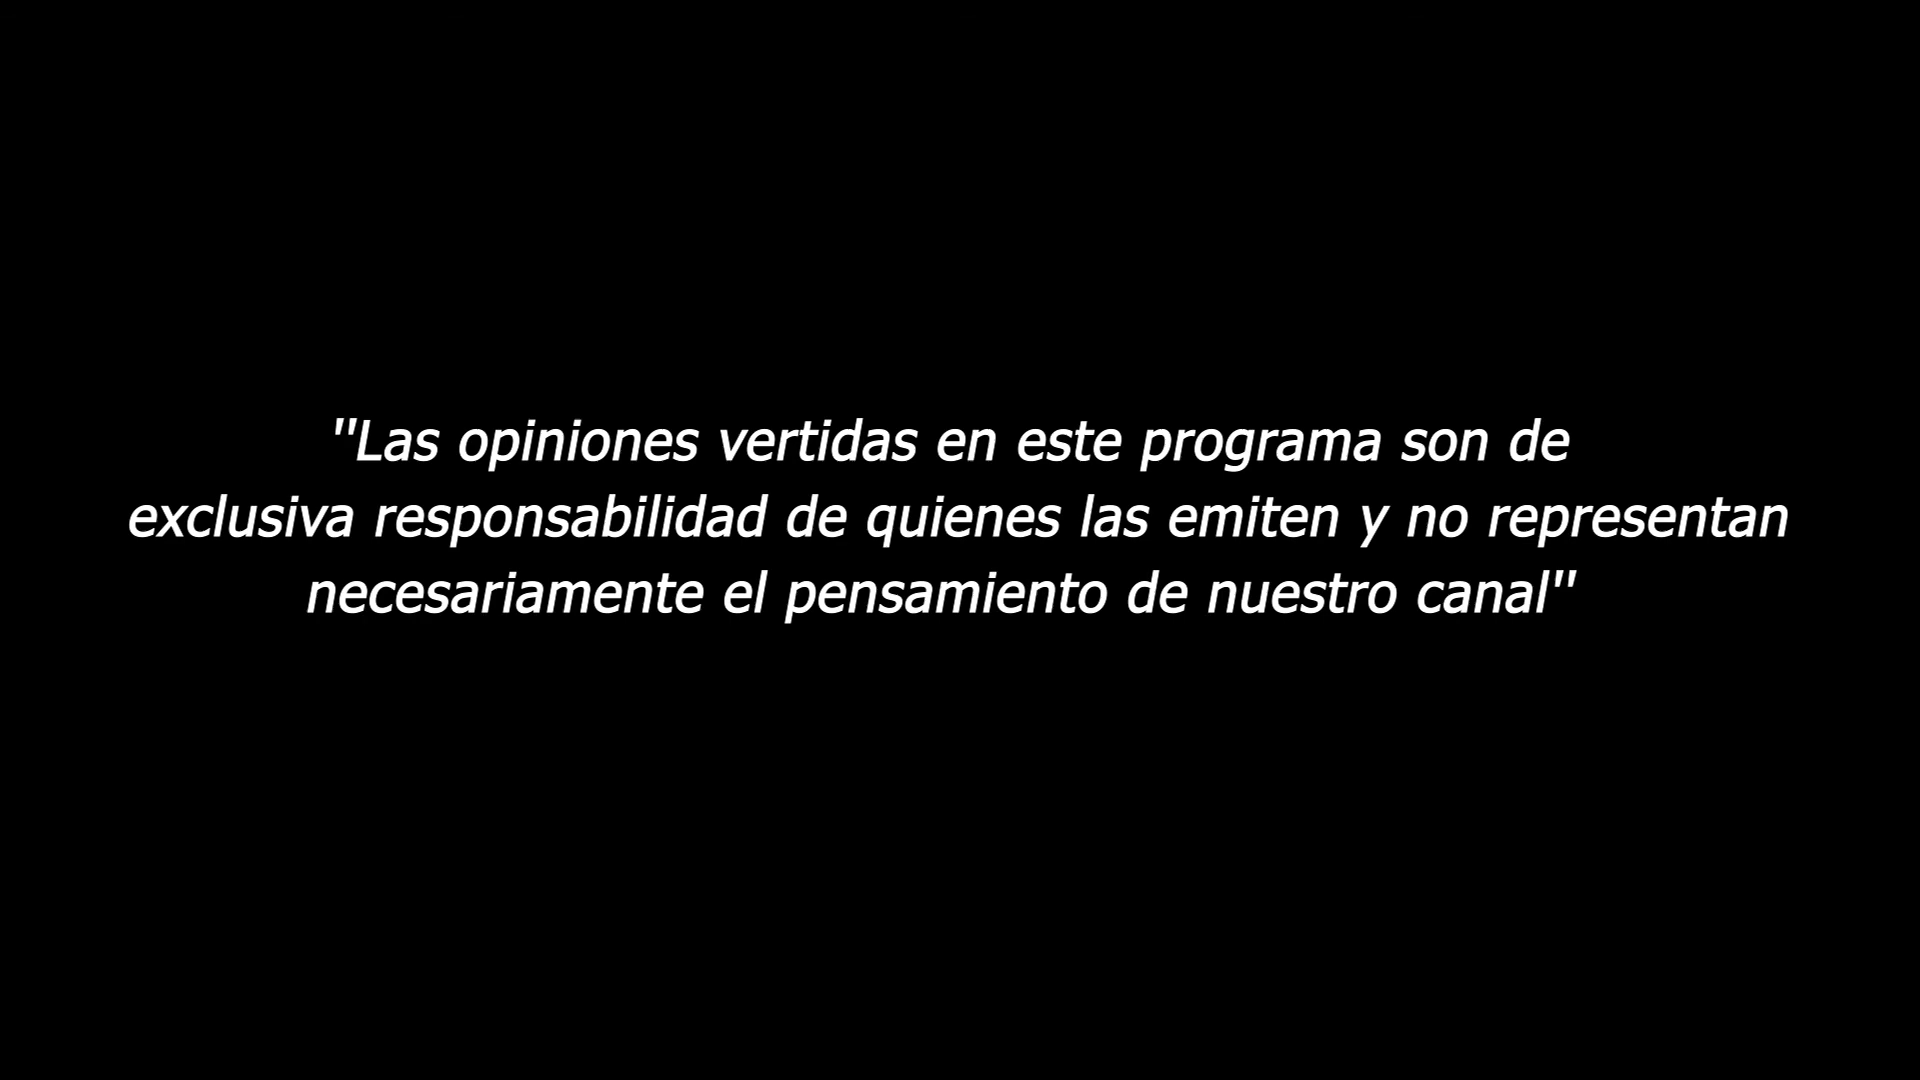 "Las opiniones vertidas en este programa son de
exclusiva responsabilidad de quienes las emiten y no representan
necesariamente el pensamiento de nuestro canal"